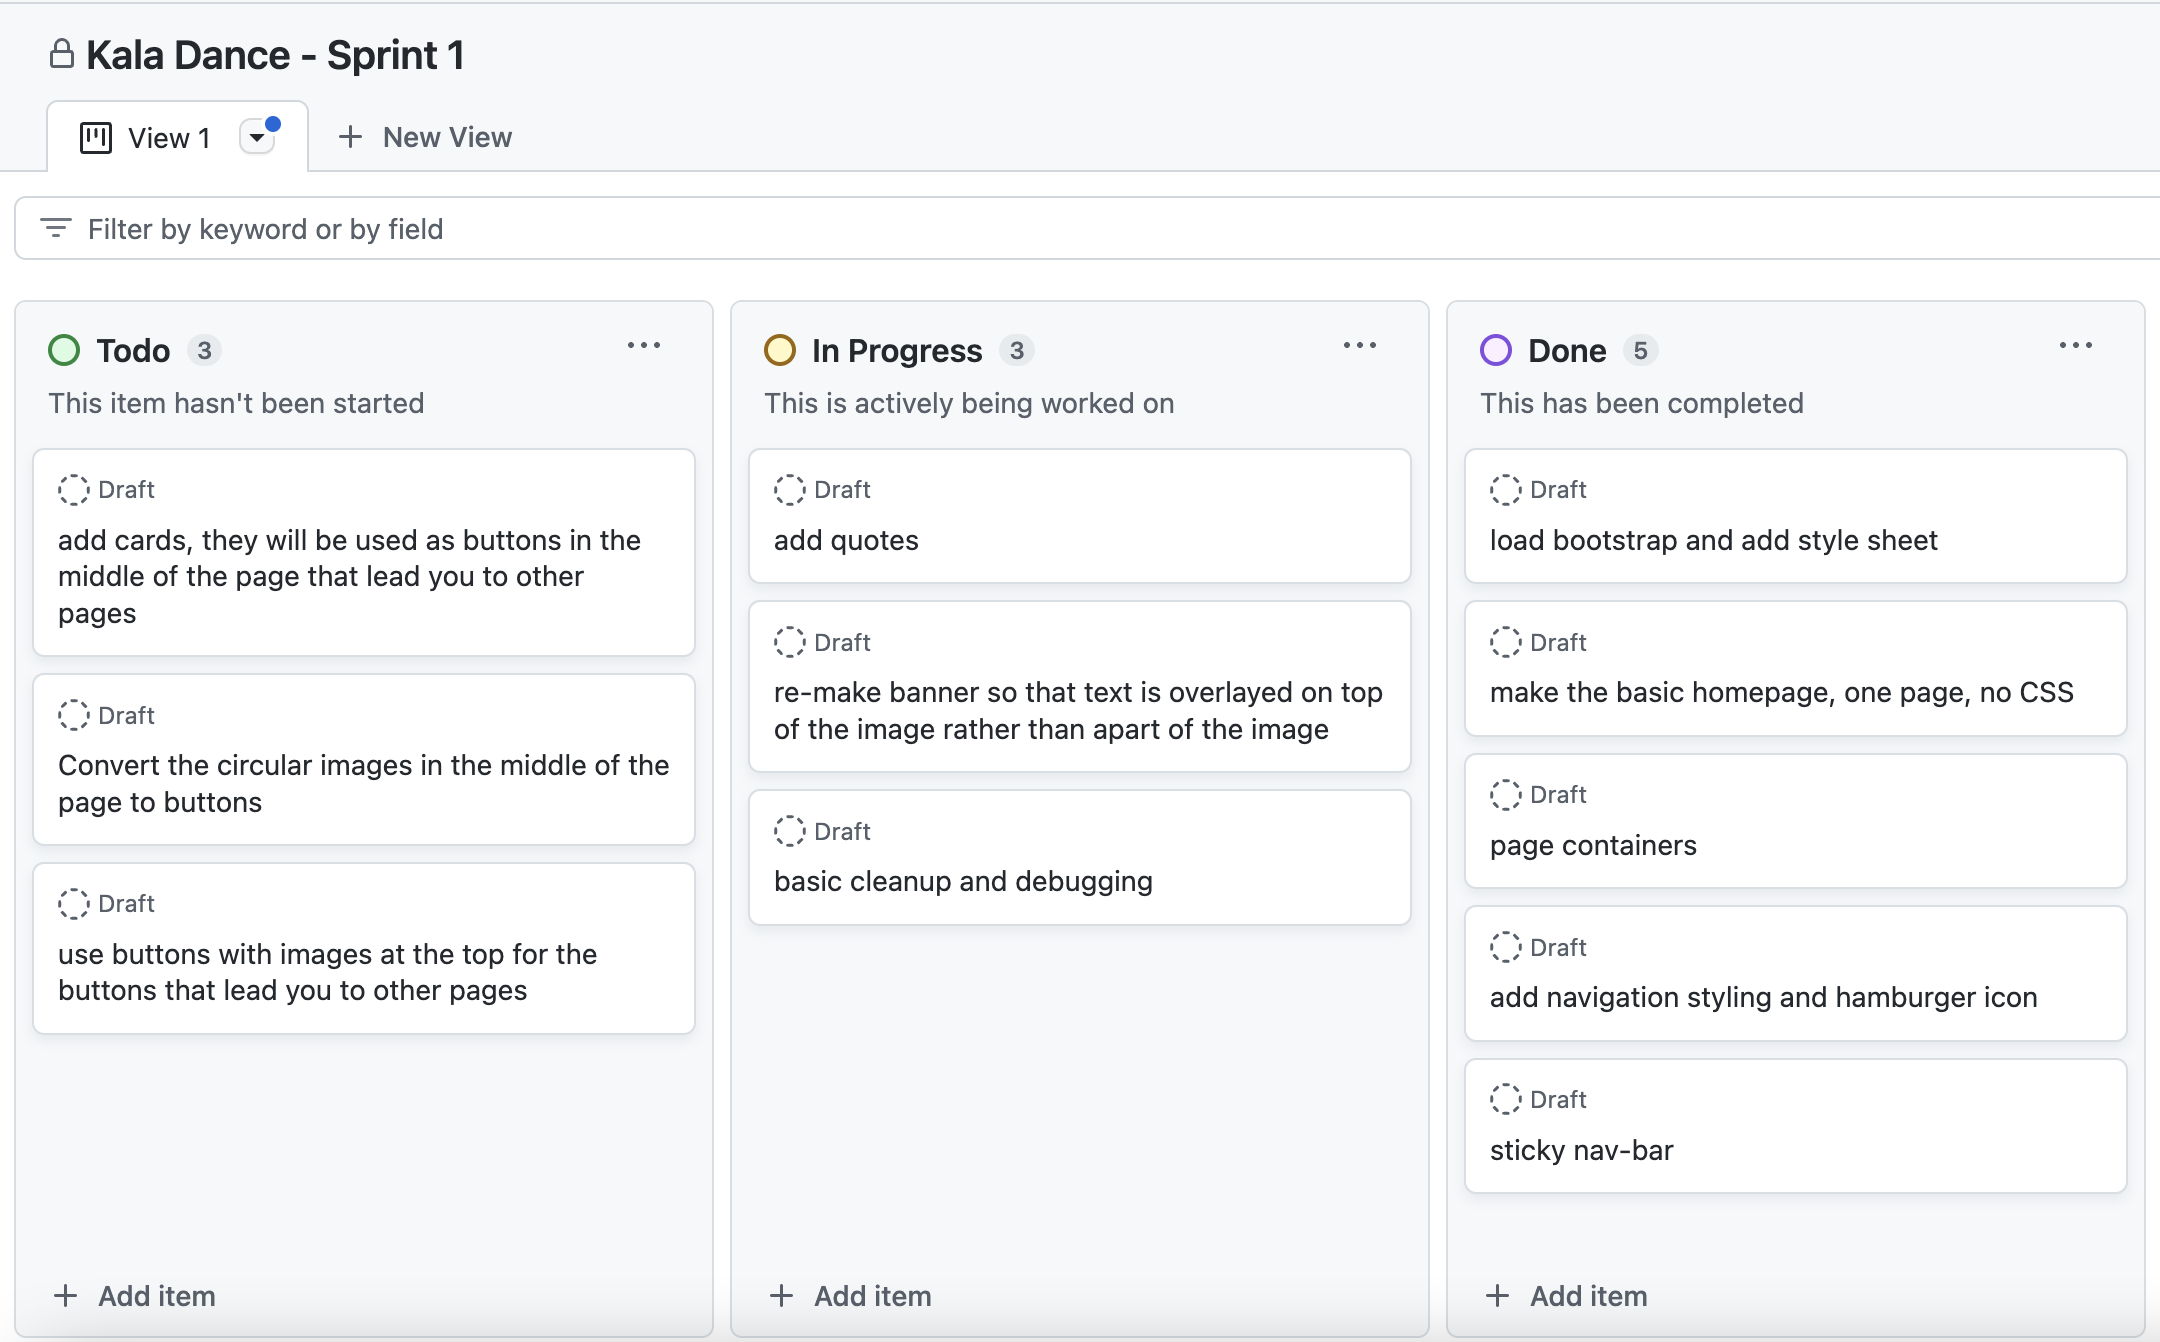 Kala Dance - Sprint 1
View 1
New View
Filter by keyword or by field
Todo 3
This item hasn't been started
Draft
add cards, they will be used as buttons in the
middle of the page that lead you to other
pages
Draft
Convert the circular images in the middle of the
page to buttons
Draft
use buttons with images at the top for the
buttons that lead you to other pages
Add item
In Progress 3
This is actively being worked on
Draft
add quotes
Draft
re-make banner so that text is overlayed on top
of the image rather than apart of the image
Draft
basic cleanup and debugging
Add item
Done 5
This has been completed
Draft
load bootstrap and add style sheet
Draft
make the basic homepage, one page, no CSS
Draft
page containers
Draft
add navigation styling and hamburger icon
Draft
sticky nav-bar
Add item